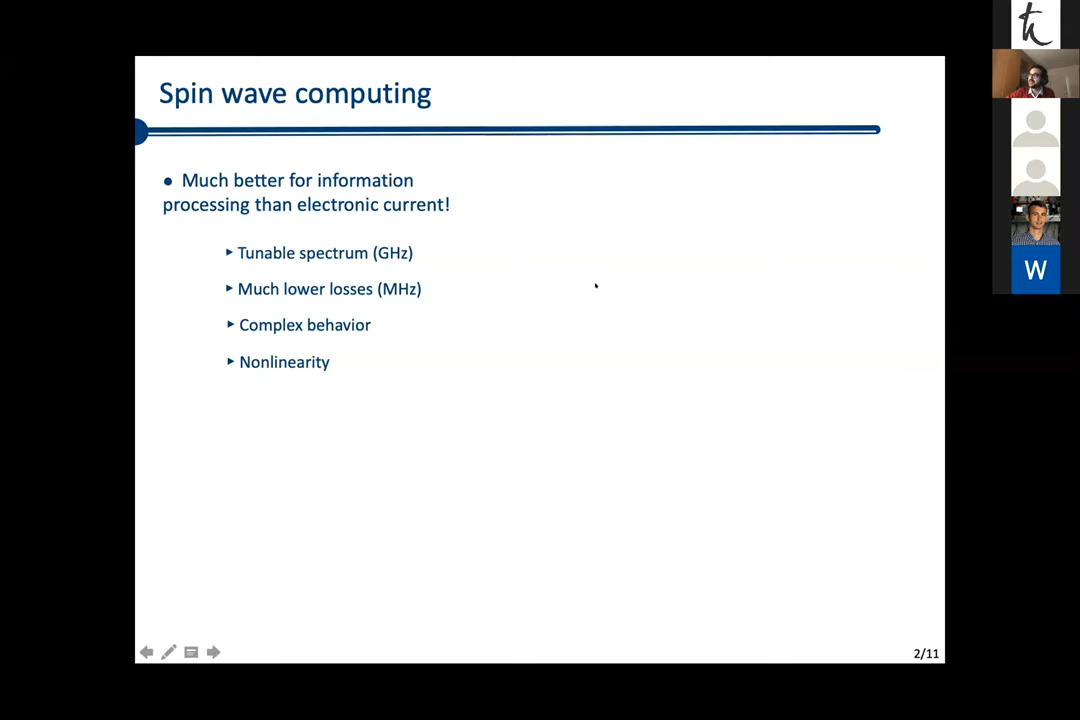 Spin wave computing
● Much better for information
processing than electronic current!
▸ Tunable spectrum (GHz)
▸ Much lower losses (MHz)
▸ Complex behavior
▸ Nonlinearity
2/11
W